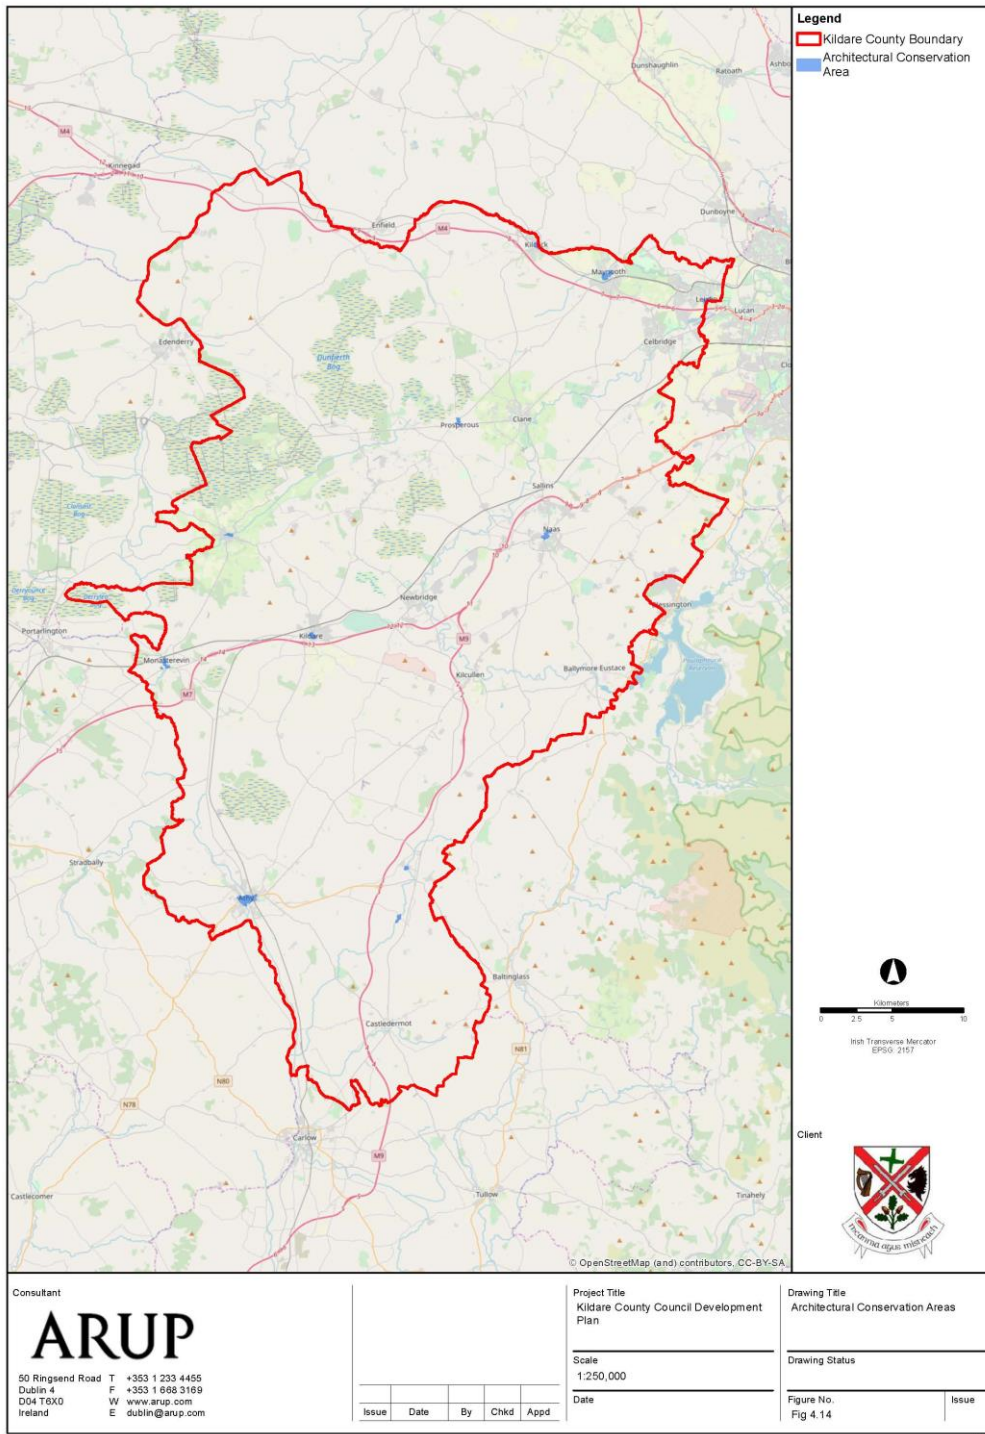 Legend
Kildare County Boundary
Architectural Conservation
Area
Dunshaughlin
Ratoath
M4
Kinnegad
Dunboyne
Enfield
M4
Kilcock
Maynooth
Lucan
Edenderry
Celbridge
Prosperous
Clane
Sallins
Naas
Newbridge
Blessington
Portarlington
Kildare
M9
Monasterevin
Ballymore Eustace
Kilcullen
M7
Stradbally
Athy
Baltinglass
Castledermot
N81
N80
N78
Carlow
M9
Castlecomer
Tullow
Tinahely
© OpenStreetMap (and) contributors, CC-BY-SA
Kilometers
0 2.5 5 10
Irish Transverse Mercator
EPSG: 2157
Client
Consultant
ARUP
50 Ringsend Road T +353 1 233 4455
Dublin 4 F +353 1 668 3169
D04 T6X0 W www.arup.com
Ireland E dublin@arup.com
Issue Date By Chkd Appd
Project Title
Kildare County Council Development
Plan
Scale
1:250,000
Date
Drawing Title
Architectural Conservation Areas
Drawing Status
Figure No.
Fig 4.14
Issue